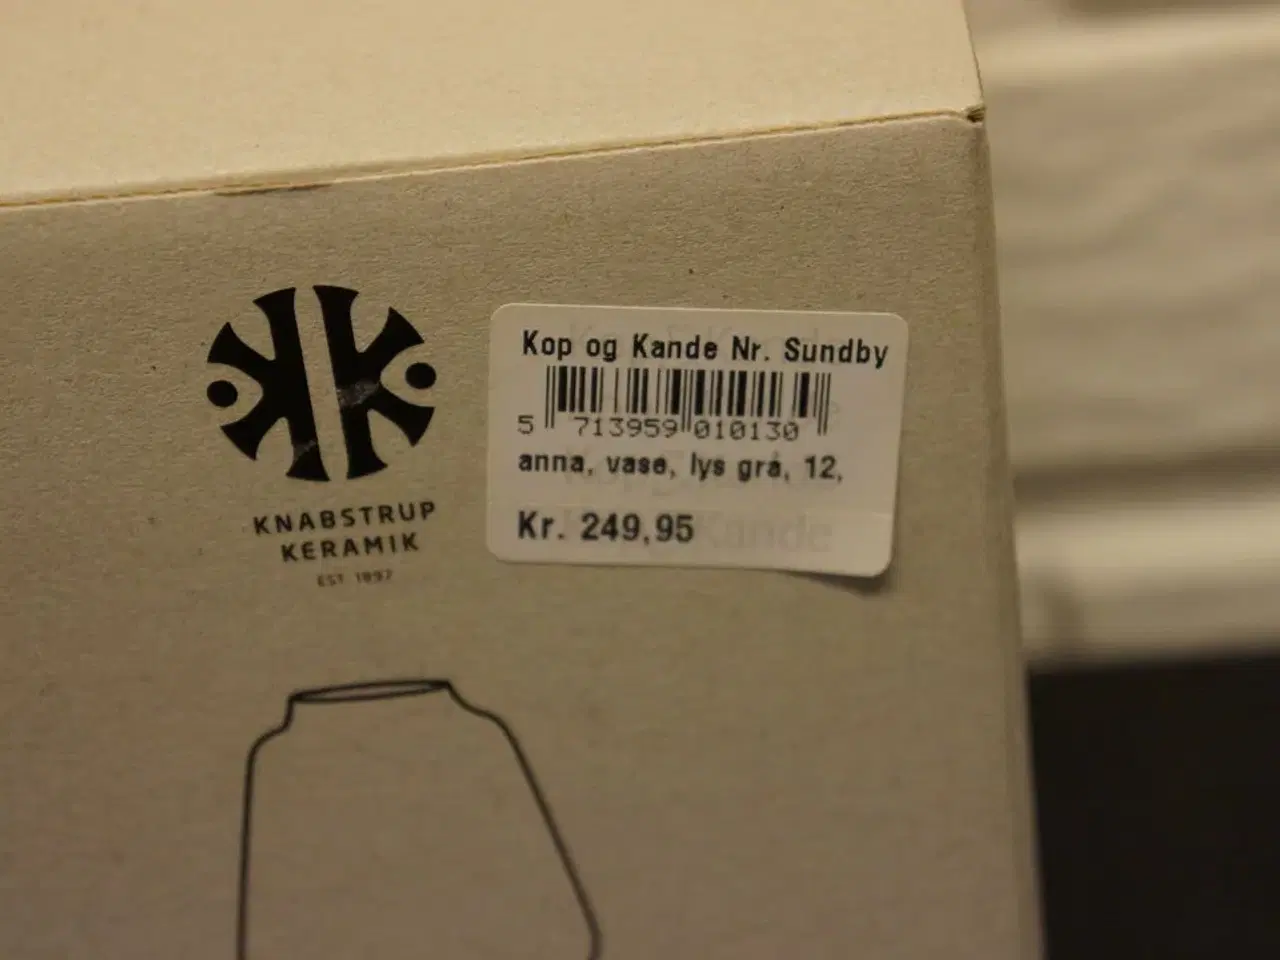 Kop og Kande Nr. Sundby
5 713959 010130
anna, vase, lys grå, 12,
Kr. 249,95
KNABSTRUP
KERAMIK
EST 1897